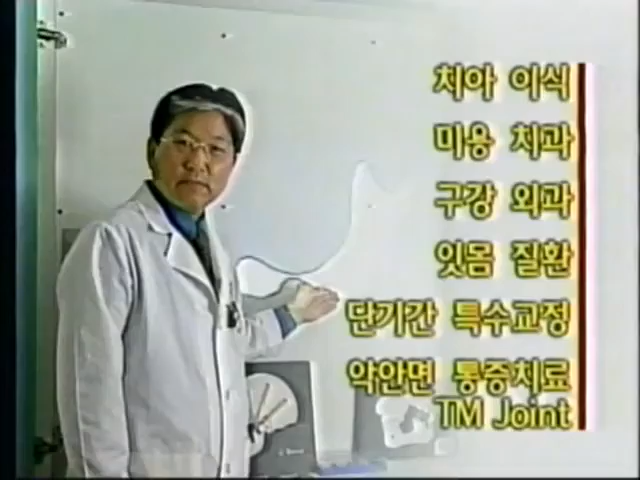 치아 이식
미용 치과
구강 외과
잇몸 질환
단기간 특수교정
악안면 통증치료
TM Joint